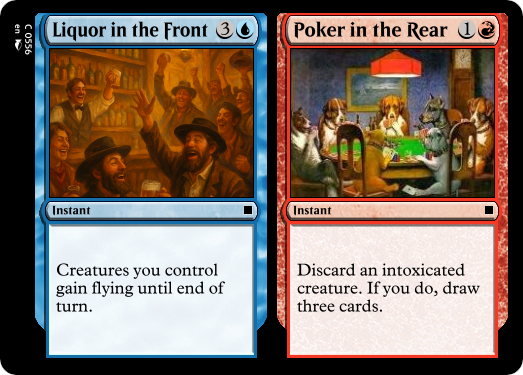 C 0556
en
Liquor in the Front 3
Instant
Creatures you control
gain flying until end of
turn.
Poker in the Rear 1
Instant
Discard an intoxicated
creature. If you do, draw
three cards.